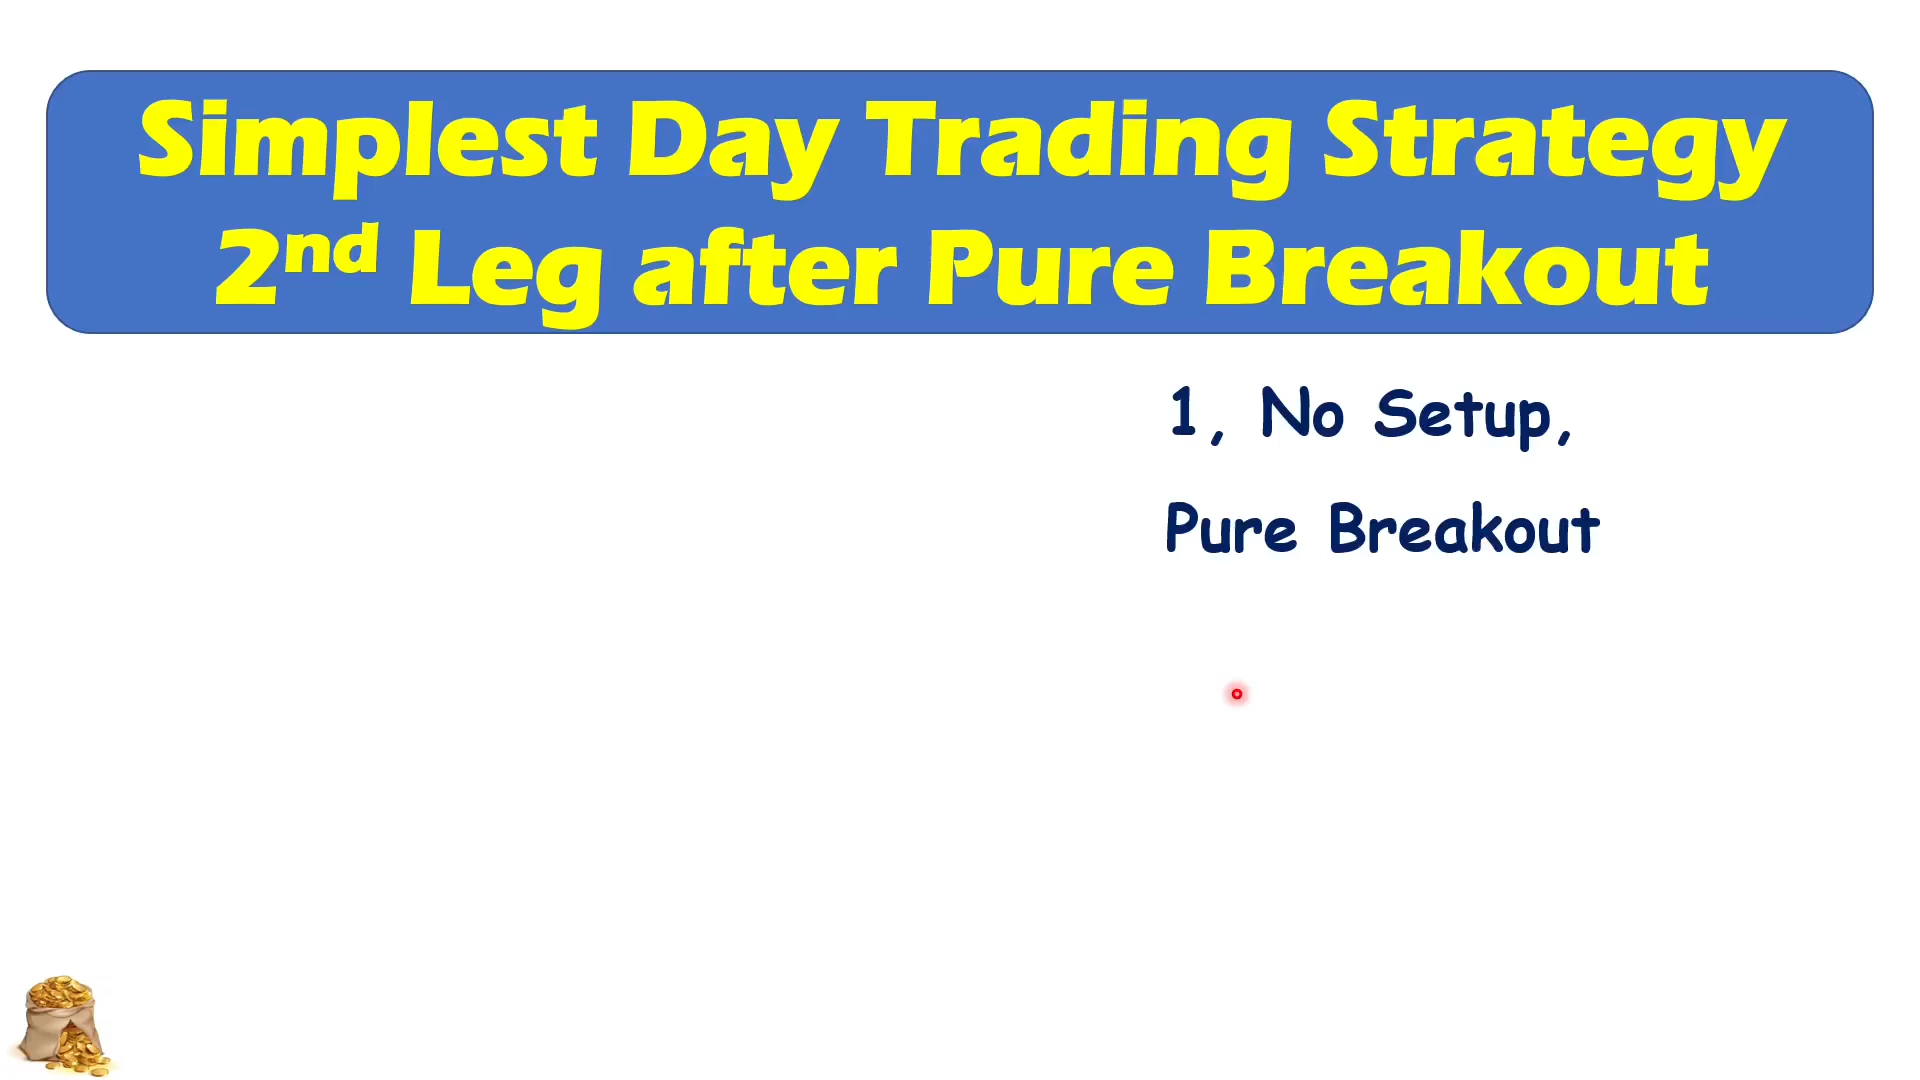 Simplest Day Trading Strategy
2nd Leg after Pure Breakout
1, No Setup,
Pure Breakout